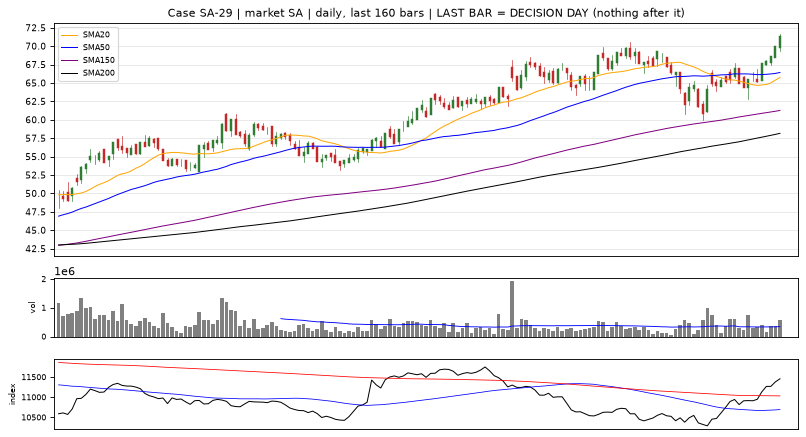 Case SA-29 | market SA | daily, last 160 bars | LAST BAR = DECISION DAY (nothing after it)
72.5
70.0
67.5
65.0
62.5
60.0
57.5
55.0
52.5
50.0
47.5
45.0
42.5
SMA20
SMA50
SMA150
SMA200
1e6
2
1
0
vol
11500
11000
10500
index